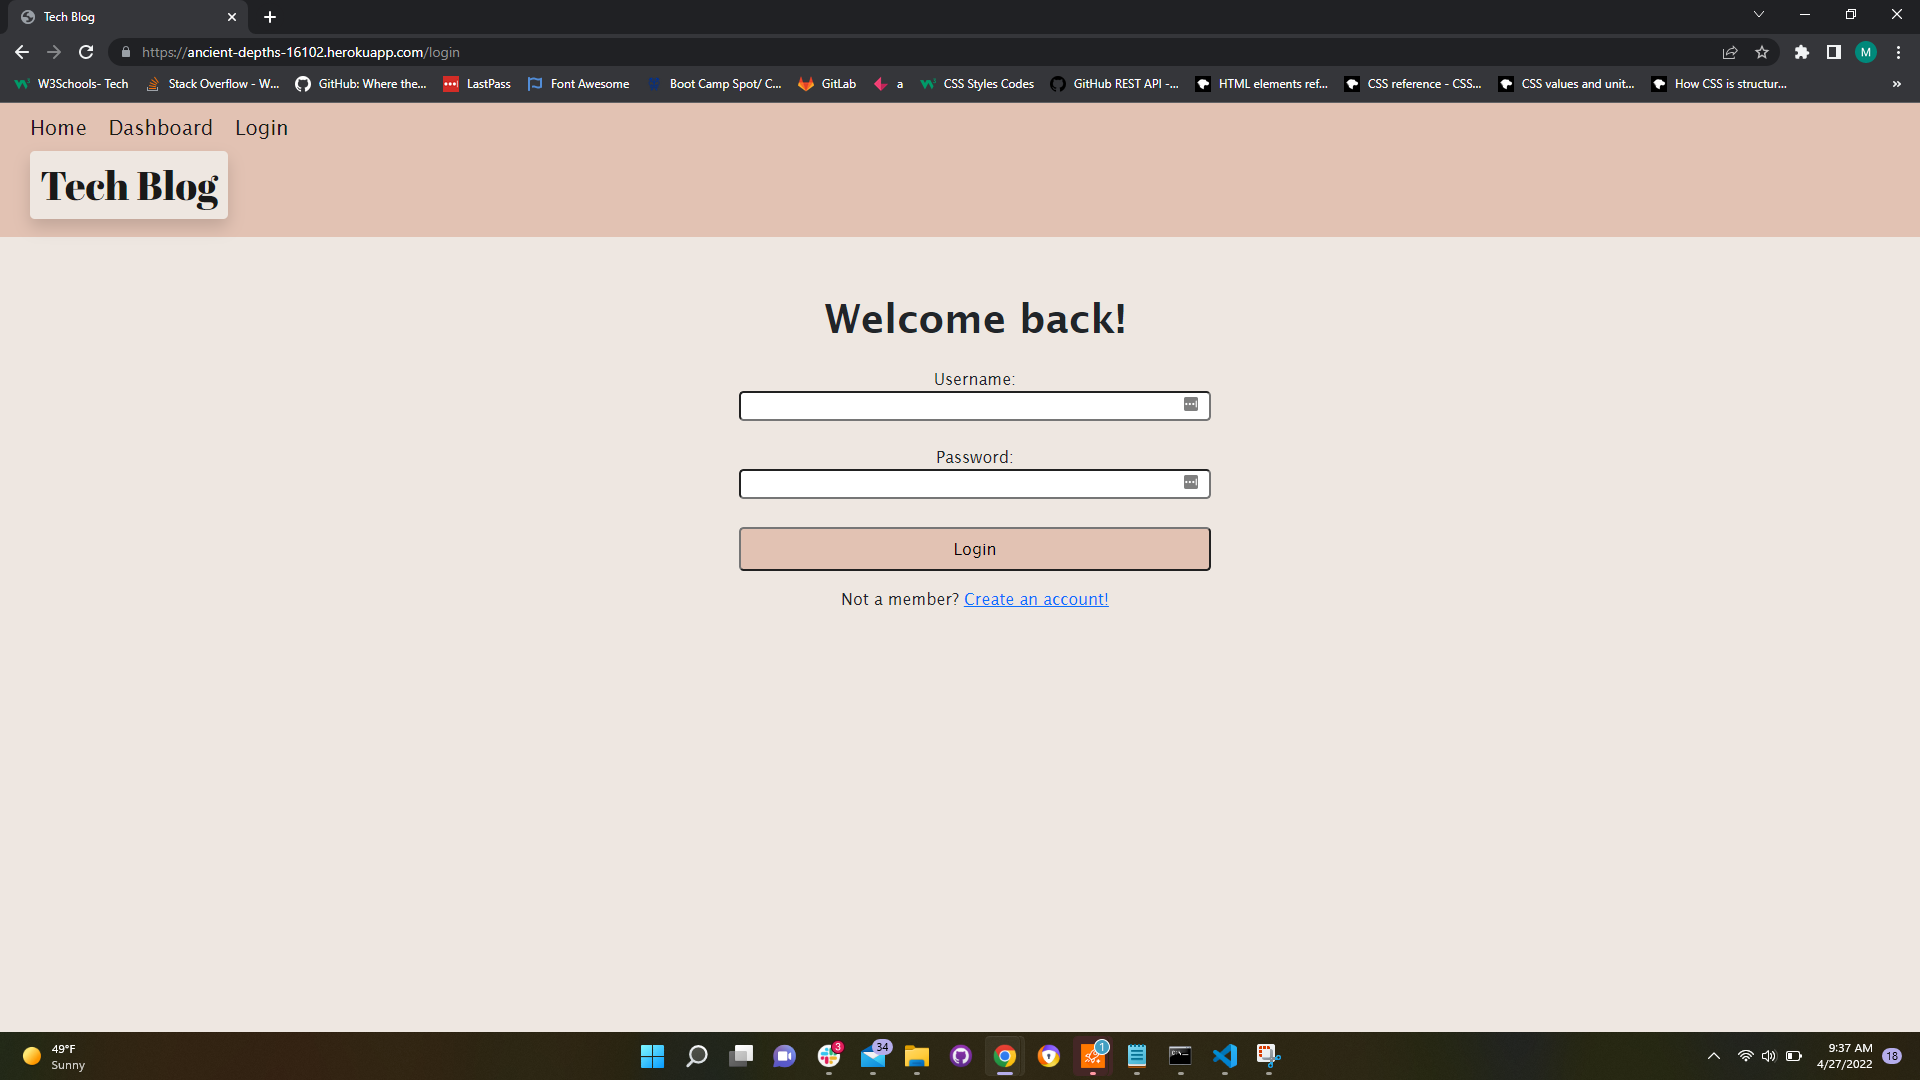 Tech Blog
https://ancient-depths-16102.herokuapp.com/login
M
W3Schools- Tech
Stack Overflow - W...
GitHub: Where the...
LastPass
Font Awesome
Boot Camp Spot/ C...
GitLab
a
CSS Styles Codes
GitHub REST API -...
HTML elements ref...
CSS reference - CSS...
CSS values and unit...
How CSS is structur...
Home Dashboard Login
Tech Blog
Welcome back!
Username:
Password:
Login
Not a member? Create an account!
49°F
Sunny
3
34
1
9:37 AM
4/27/2022
18